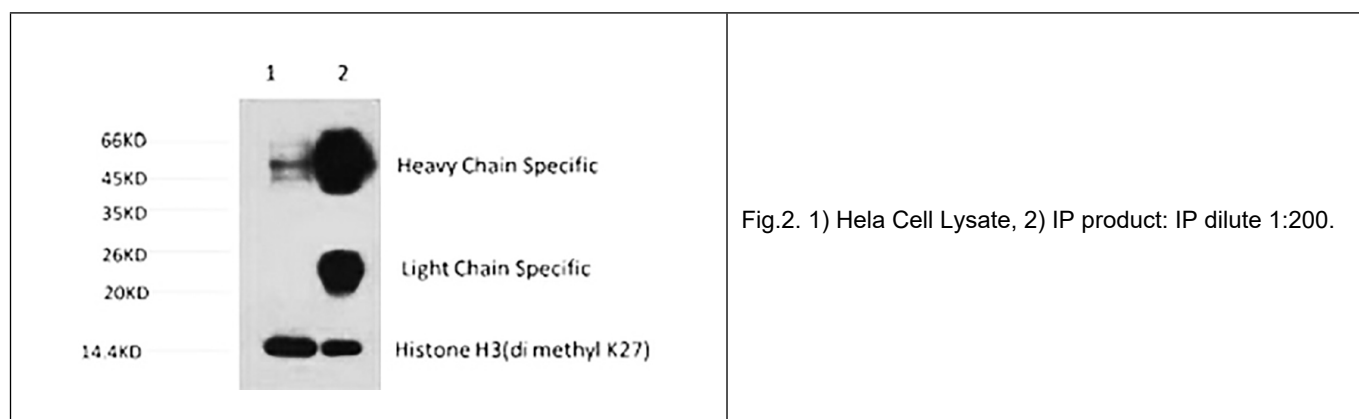 1 2
66KD
45KD
35KD
26KD
20KD
14.4KD
Heavy Chain Specific
Light Chain Specific
Histone H3(di methyl K27)
Fig.2. 1) Hela Cell Lysate, 2) IP product: IP dilute 1:200.